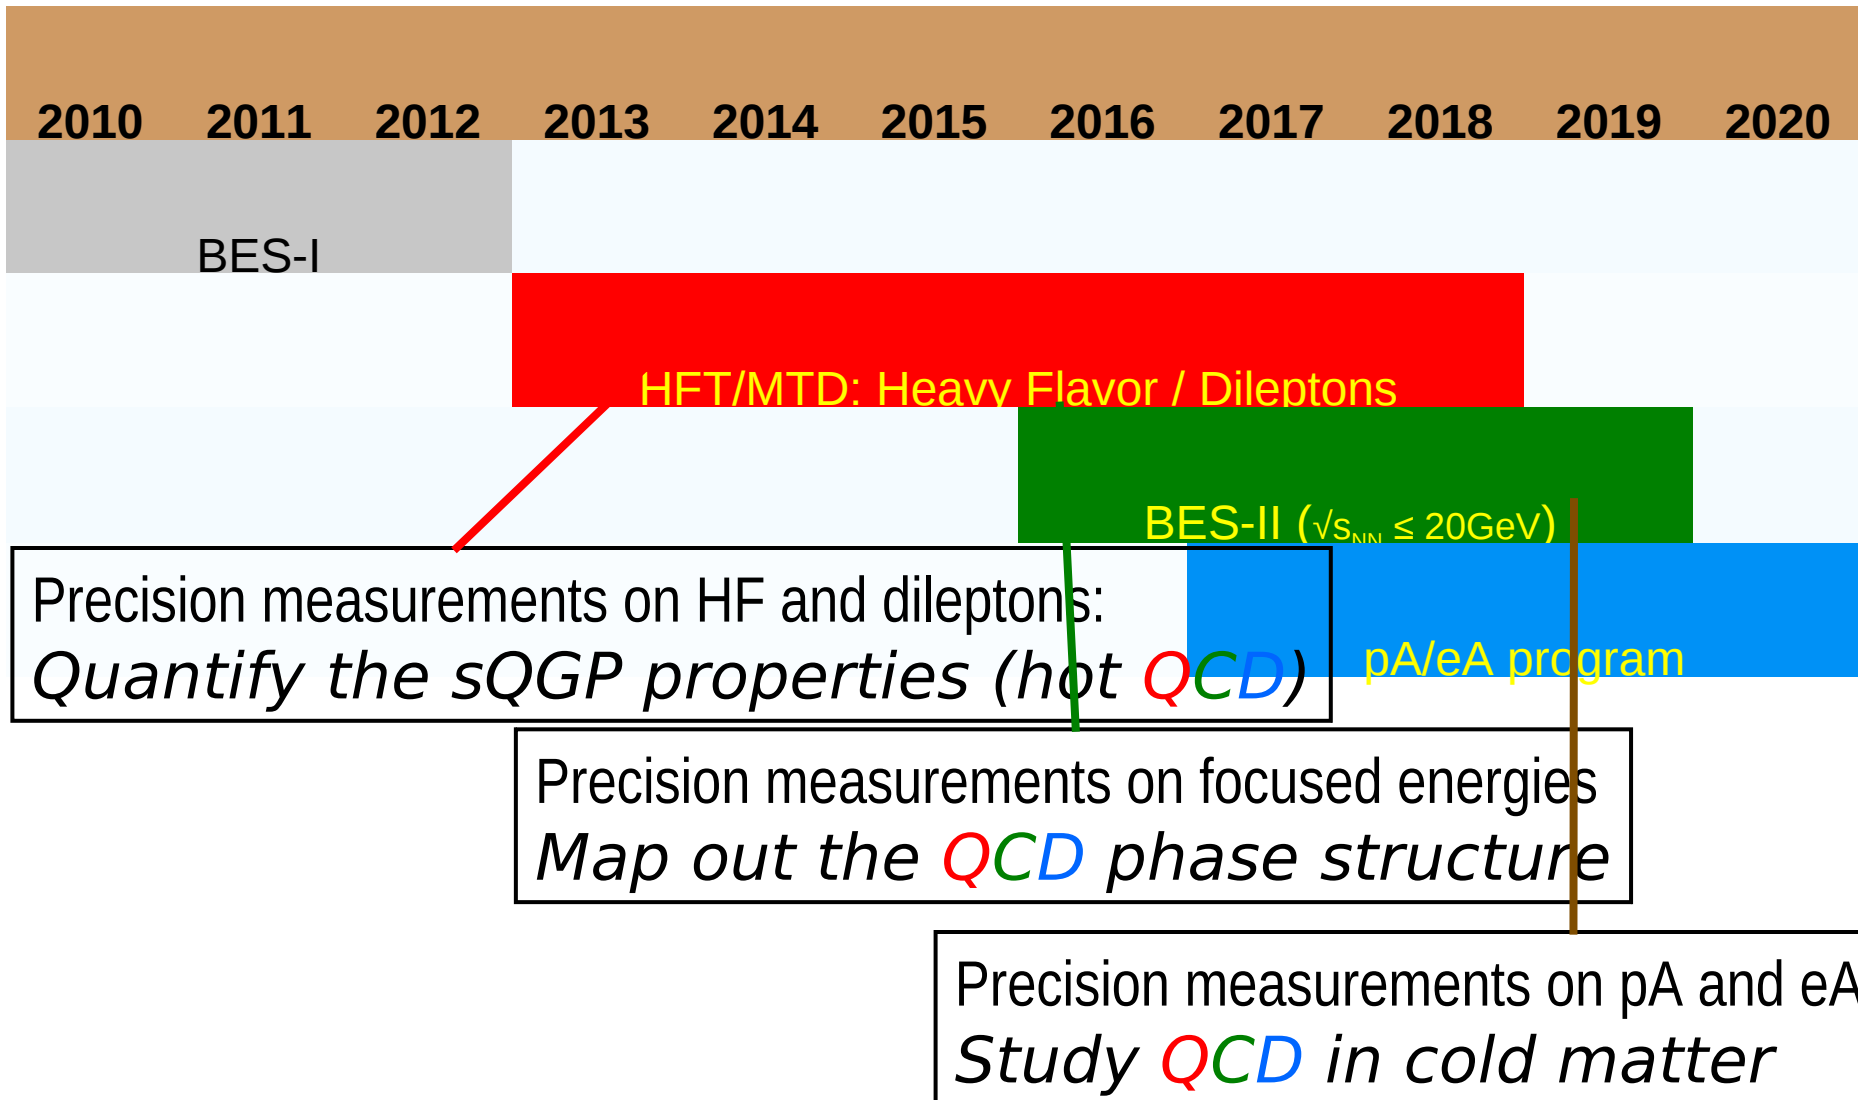 2010 2011 2012 2013 2014 2015 2016 2017 2018 2019 2020
BES-I
HFT/MTD: Heavy Flavor / Dileptons
BES-II (√sNN ≤ 20GeV)
pA/eA program
Precision measurements on HF and dileptons:
Quantify the sQGP properties (hot QCD)
Precision measurements on focused energies
Map out the QCD phase structure
Precision measurements on pA and eA
Study QCD in cold matter